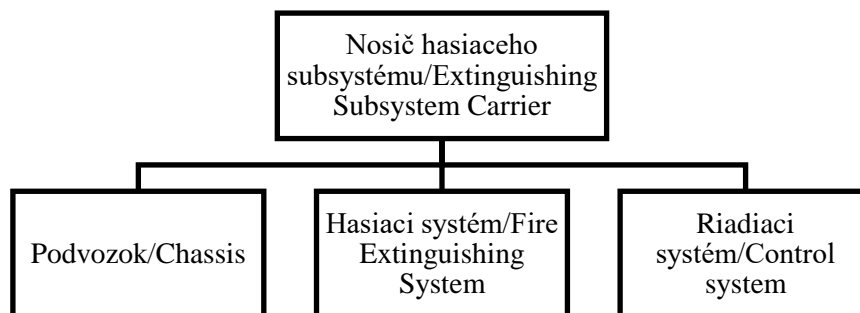 Nosič hasiaceho
subsystému/Extinguishing
Subsystem Carrier
Podvozok/Chassis
Hasiaci systém/Fire
Extinguishing
System
Riadiaci
systém/Control
system